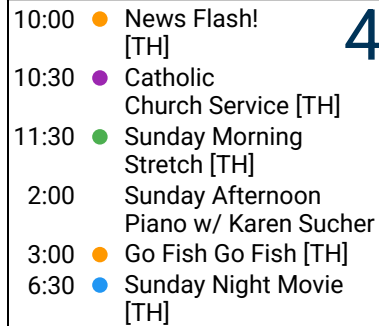 10:00 News Flash! 4
[TH]
10:30 Catholic
Church Service [TH]
11:30 Sunday Morning
Stretch [TH]
2:00 Sunday Afternoon
Piano w/ Karen Sucher
3:00 Go Fish Go Fish [TH]
6:30 Sunday Night Movie
[TH]